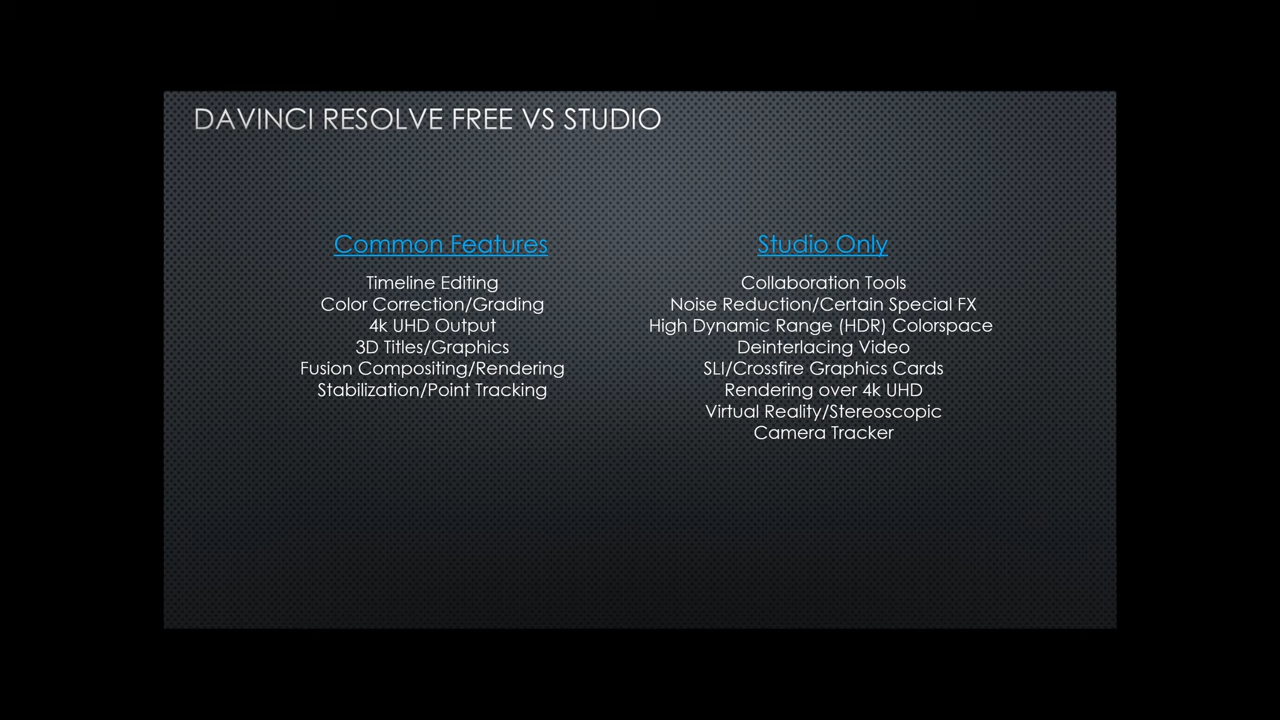 DAVINCI RESOLVE FREE VS STUDIO
Common Features
Timeline Editing
Color Correction/Grading
4k UHD Output
3D Titles/Graphics
Fusion Compositing/Rendering
Stabilization/Point Tracking
Studio Only
Collaboration Tools
Noise Reduction/Certain Special FX
High Dynamic Range (HDR) Colorspace
Deinterlacing Video
SLI/Crossfire Graphics Cards
Rendering over 4k UHD
Virtual Reality/Stereoscopic
Camera Tracker